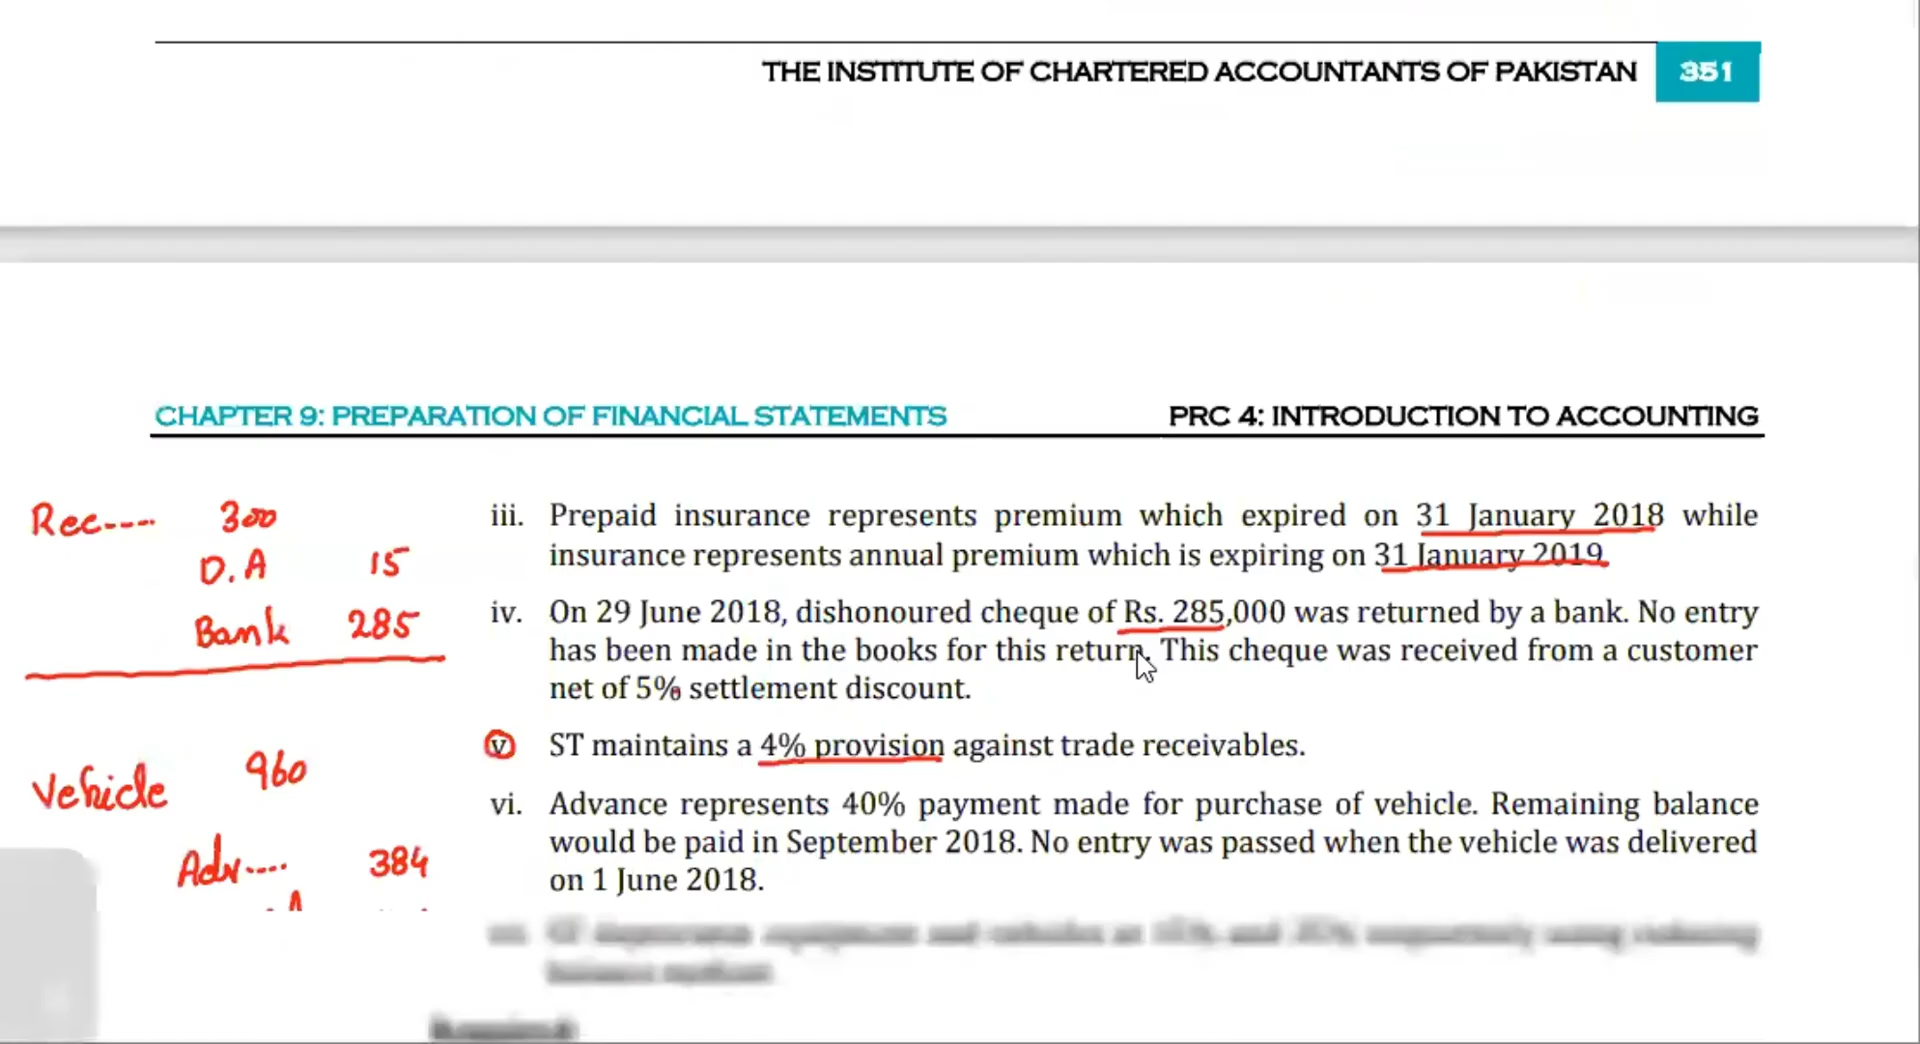 THE INSTITUTE OF CHARTERED ACCOUNTANTS OF PAKISTAN 351
CHAPTER 9: PREPARATION OF FINANCIAL STATEMENTS PRC 4: INTRODUCTION TO ACCOUNTING
Rec---- 300
D.A 15
Bank 285
Vehicle 960
Adv.... 384
iii. Prepaid insurance represents premium which expired on 31 January 2018 while
insurance represents annual premium which is expiring on 31 January 2019.
iv. On 29 June 2018, dishonoured cheque of Rs. 285,000 was returned by a bank. No entry
has been made in the books for this return. This cheque was received from a customer
net of 5% settlement discount.
v ST maintains a 4% provision against trade receivables.
vi. Advance represents 40% payment made for purchase of vehicle. Remaining balance
would be paid in September 2018. No entry was passed when the vehicle was delivered
on 1 June 2018.